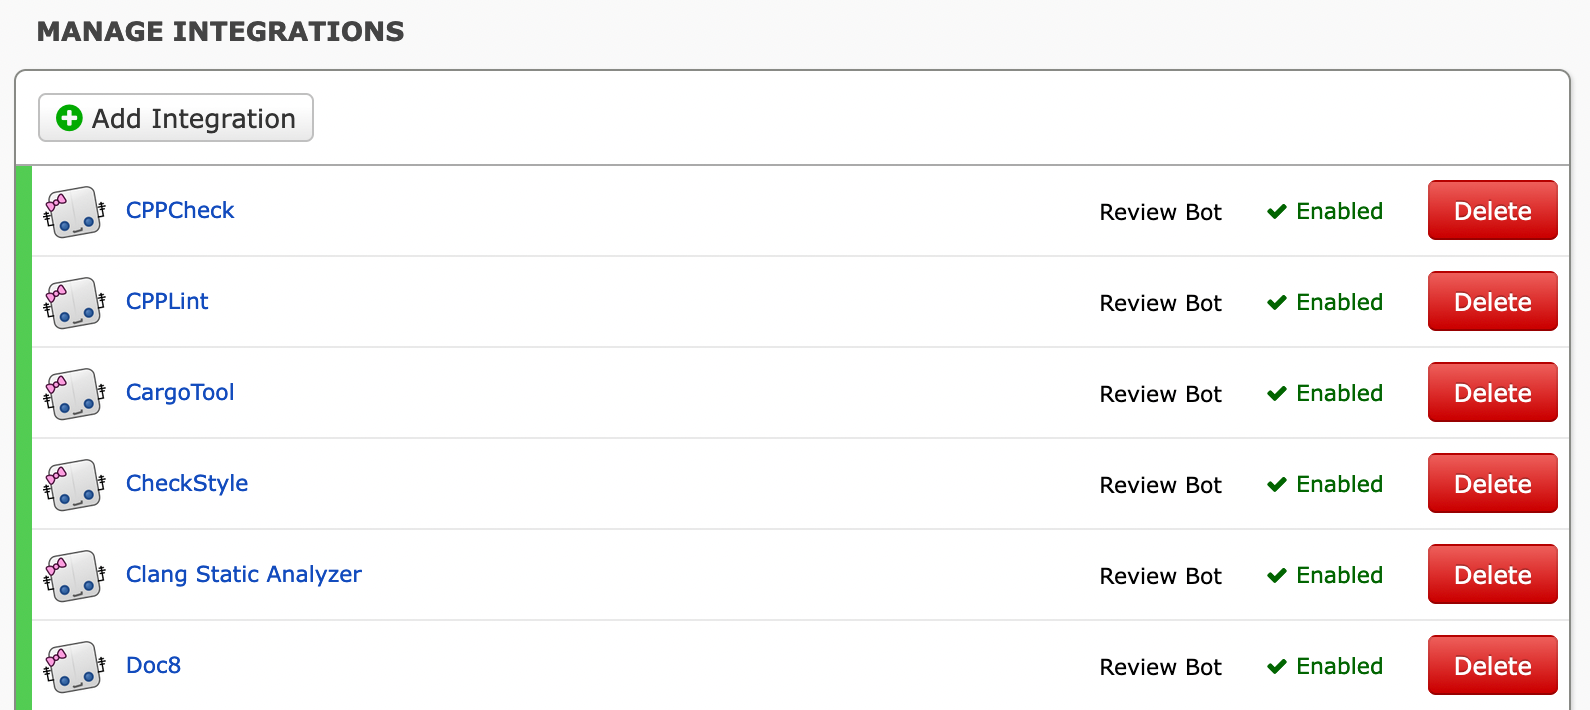 MANAGE INTEGRATIONS
Add Integration
CPPCheck Review Bot Enabled Delete
CPPLint Review Bot Enabled Delete
CargoTool Review Bot Enabled Delete
CheckStyle Review Bot Enabled Delete
Clang Static Analyzer Review Bot Enabled Delete
Doc8 Review Bot Enabled Delete